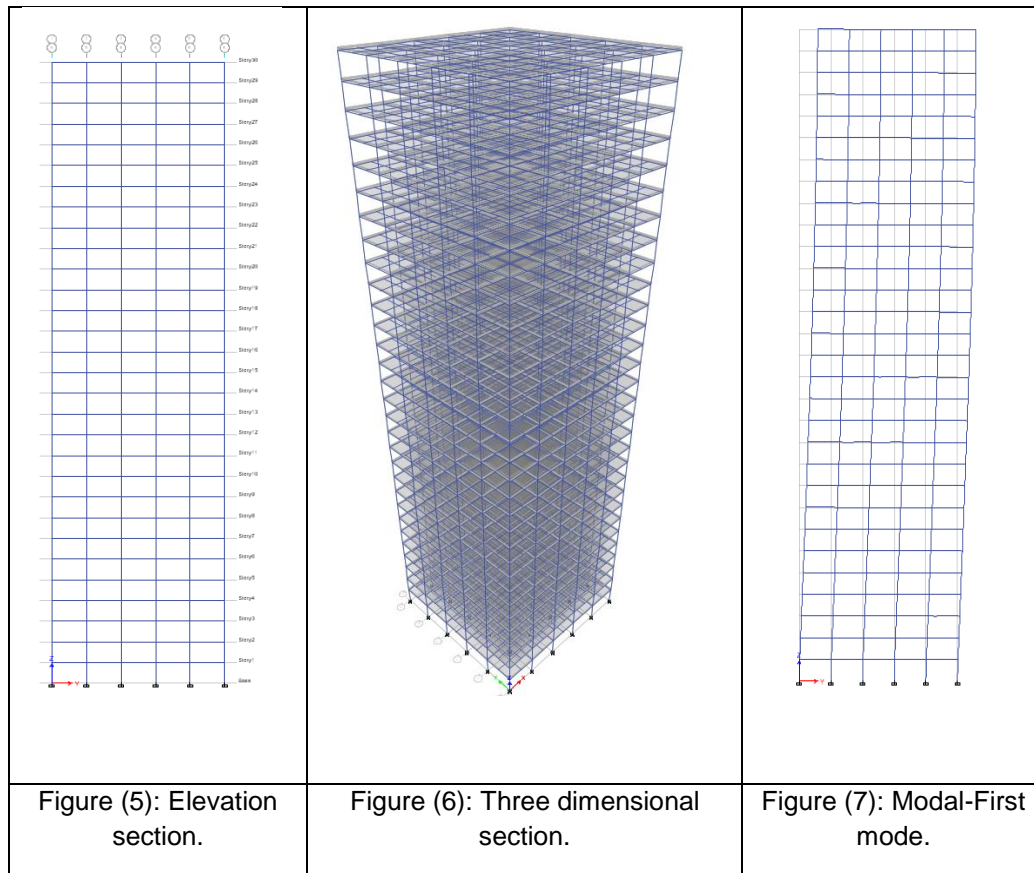 Story30
Story29
Story28
Story27
Story26
Story25
Story24
Story23
Story22
Story21
Story20
Story19
Story18
Story17
Story16
Story15
Story14
Story13
Story12
Story11
Story10
Story9
Story8
Story7
Story6
Story5
Story4
Story3
Story2
Story1
Base
Z
Y
Z
Y
X
Z
Y
Figure (5): Elevation
section.
Figure (6): Three dimensional
section.
Figure (7): Modal-First
mode.